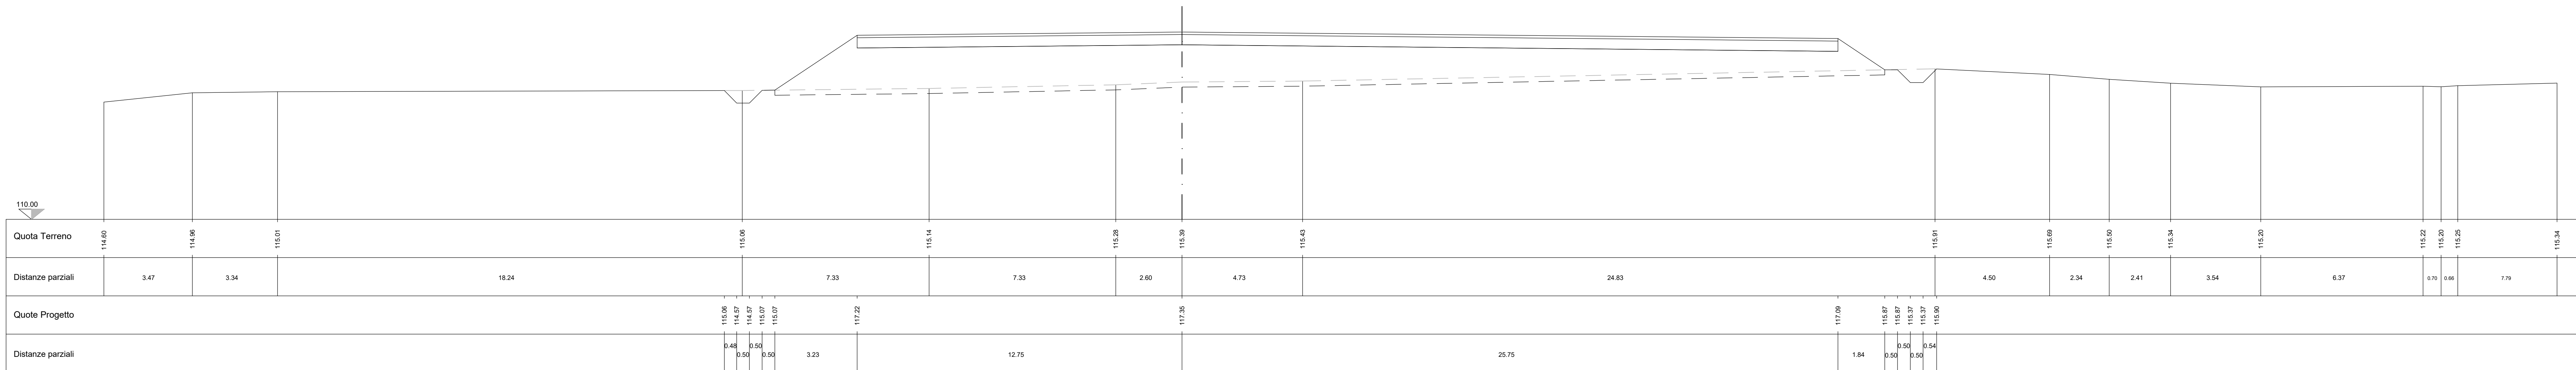 110.00
Quota Terreno
114.60 114.96 115.01 115.06 115.14 115.28 115.39 115.43 115.91 115.69 115.50 115.34 115.20 115.22 115.20 115.25 115.34
Distanze parziali
3.47 3.34 18.24 7.33 7.33 2.60 4.73 24.83 4.50 2.34 2.41 3.54 6.37 0.70 0.66 7.79
Quote Progetto
115.06 114.57 114.57 115.07 115.07 117.22 117.35 117.09 115.87 115.87 115.37 115.37 115.90
Distanze parziali
0.48 0.50 0.50 0.50 3.23 12.75 25.75 1.84 0.50 0.50 0.50 0.54